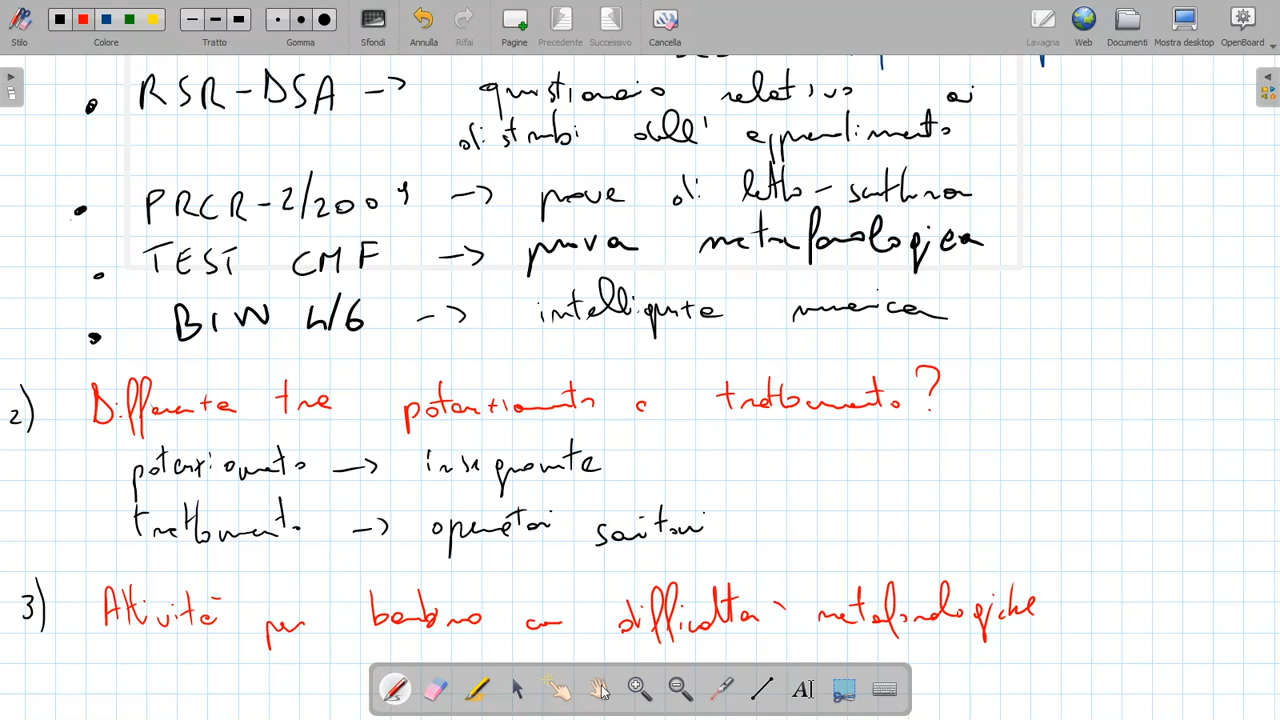 Stilo Colore Tratto Gomma Sfondi Annulla Rifai Pagine Precedente Successivo Cancella Lavagna Web Documenti Mostra desktop OpenBoard
• RSR-DSA -> questionario relativo ai
disturbi dell' apprendimento
• PRCR-2/2009 -> prove di letto-scrittura
• TEST CMF -> prova metafonologica
• BIN 4/6 -> intelligente numerica
2) Differente tra potenziamento e trattamento?
potenziamento -> insegnante
trattamento -> operatori sanitari
3) Attività per bambino con difficoltà metafonologiche